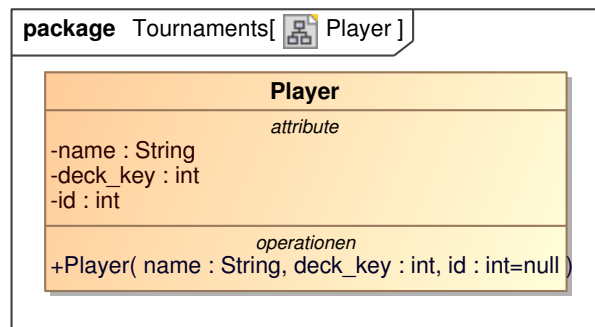 package Tournaments[ Player ]
Player
attribute
-name : String
-deck_key : int
-id : int
operationen
+Player( name : String, deck_key : int, id : int=null )